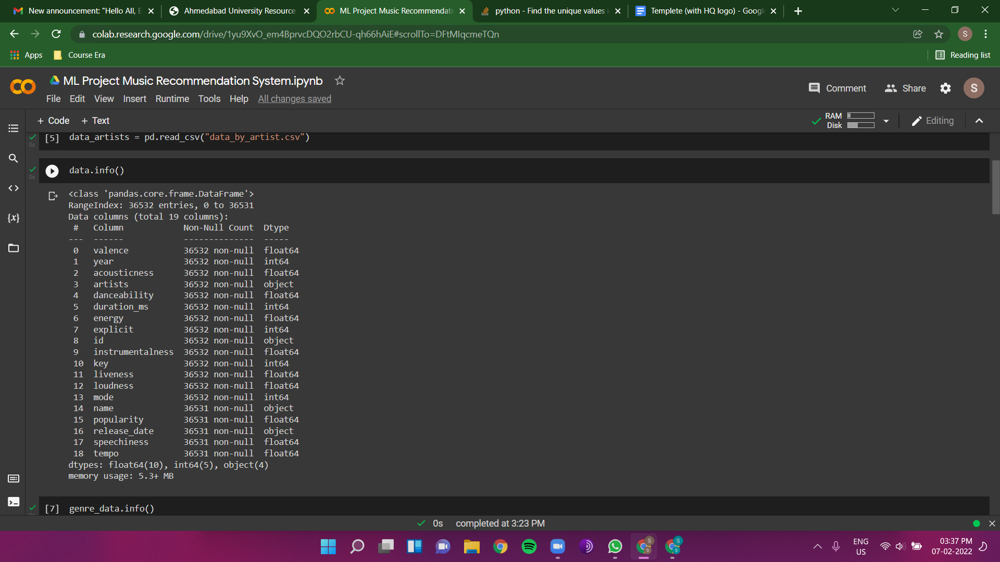 New announcement: "Hello All, E
Ahmedabad University Resource
ML Project Music Recommendati
python - Find the unique values i
Templete (with HQ logo) - Googl
colab.research.google.com/drive/1yu9XvO_em4BprvcDQO2rbCU-qh66hAiE#scrollTo=DFtMIqcmeTQn
S
Apps
Course Era
Reading list
ML Project Music Recommendation System.ipynb
File Edit View Insert Runtime Tools Help All changes saved
Comment
Share
S
+ Code + Text
RAM
Disk
Editing
[5] data_artists = pd.read_csv("data_by_artist.csv")
0s
data.info()
0s
<class 'pandas.core.frame.DataFrame'>
RangeIndex: 36532 entries, 0 to 36531
Data columns (total 19 columns):
# Column Non-Null Count Dtype
--- ------ -------------- -----
0 valence 36532 non-null float64
1 year 36532 non-null int64
2 acousticness 36532 non-null float64
3 artists 36532 non-null object
4 danceability 36532 non-null float64
5 duration_ms 36532 non-null int64
6 energy 36532 non-null float64
7 explicit 36532 non-null int64
8 id 36532 non-null object
9 instrumentalness 36532 non-null float64
10 key 36532 non-null int64
11 liveness 36532 non-null float64
12 loudness 36532 non-null float64
13 mode 36532 non-null int64
14 name 36531 non-null object
15 popularity 36531 non-null float64
16 release_date 36531 non-null object
17 speechiness 36531 non-null float64
18 tempo 36531 non-null float64
dtypes: float64(10), int64(5), object(4)
memory usage: 5.3+ MB
[7] genre_data.info()
0s completed at 3:23 PM
ENG
US
03:37 PM
07-02-2022